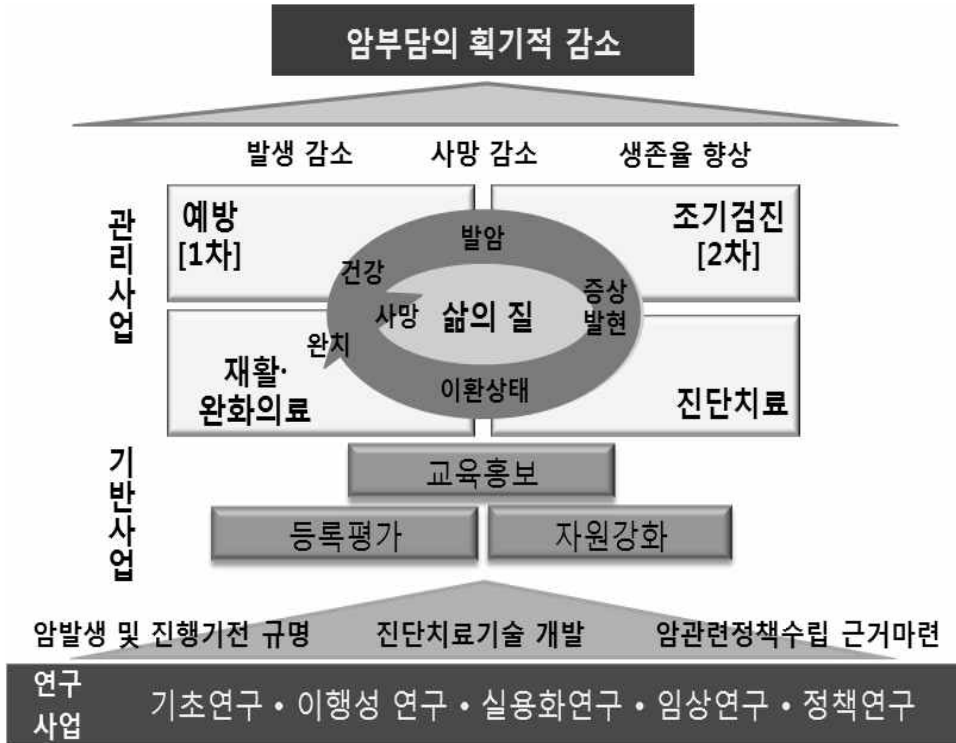 암부담의 획기적 감소
발생 감소 사망 감소 생존율 향상
관리사업
예방
[1차]
조기검진
[2차]
발암
건강
사망
삶의 질
증상
발현
완치
이환상태
재활·
완화의료
진단치료
기반사업
교육홍보
등록평가 자원강화
암발생 및 진행기전 규명 진단치료기술 개발 암관련정책수립 근거마련
연구
사업
기초연구 • 이행성 연구 • 실용화연구 • 임상연구 • 정책연구